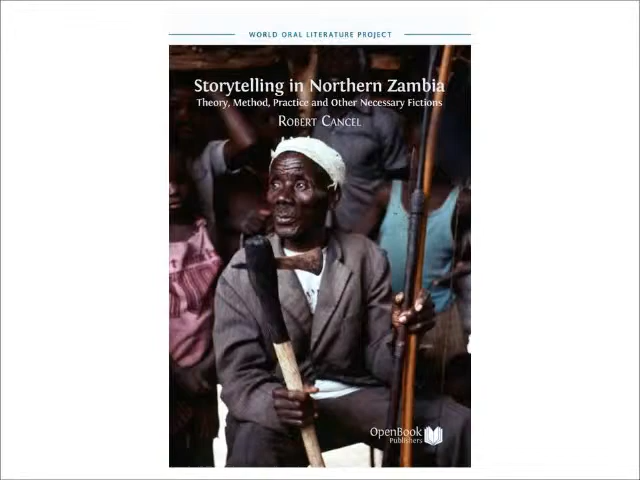 WORLD ORAL LITERATURE PROJECT
Storytelling in Northern Zambia
Theory, Method, Practice and Other Necessary Fictions
ROBERT CANCEL
OpenBook
Publishers